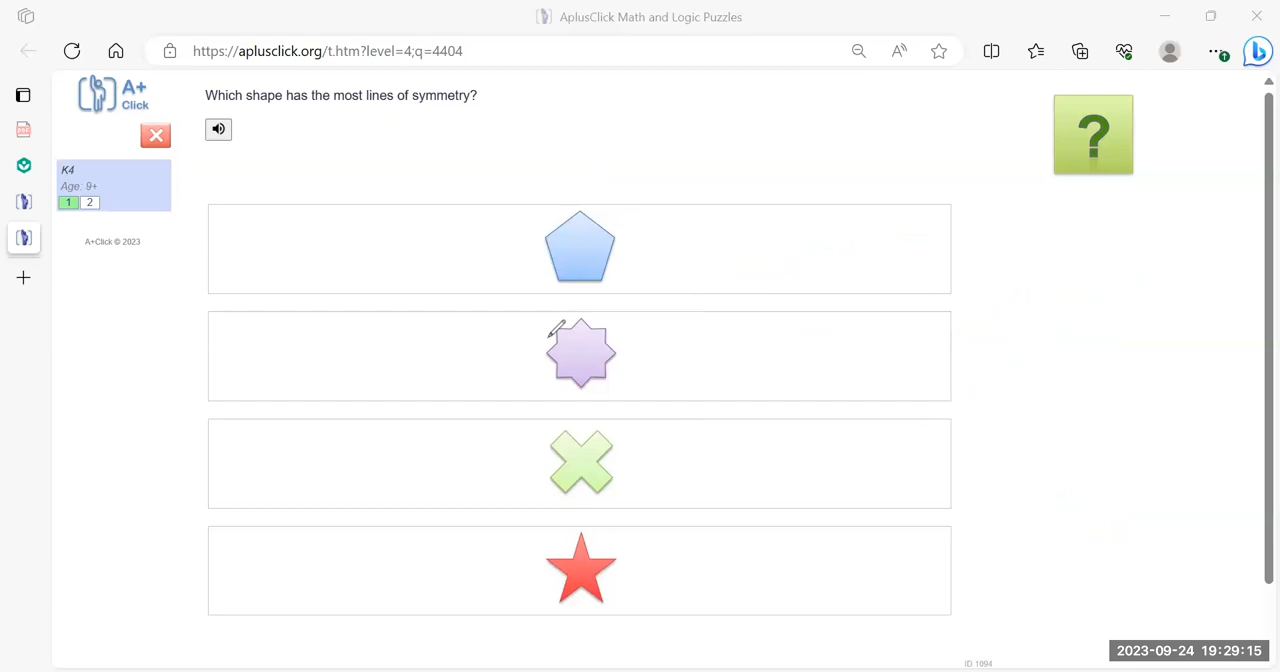 AplusClick Math and Logic Puzzles
https://aplusclick.org/t.htm?level=4;q=4404
A+
Click
Which shape has the most lines of symmetry?
?
K4
Age: 9+
1 2
A+Click © 2023
ID 1094
2023-09-24 19:29:15